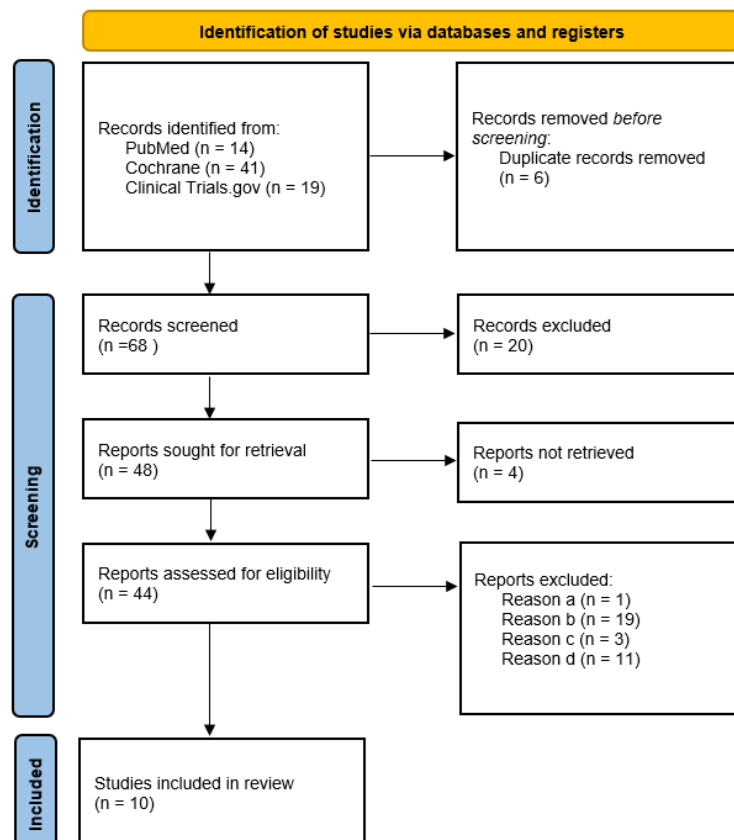 Identification of studies via databases and registers
Identification
Records identified from:
PubMed (n = 14)
Cochrane (n = 41)
Clinical Trials.gov (n = 19)
Records removed before
screening:
Duplicate records removed
(n = 6)
Screening
Records screened
(n =68 )
Records excluded
(n = 20)
Reports sought for retrieval
(n = 48)
Reports not retrieved
(n = 4)
Reports assessed for eligibility
(n = 44)
Reports excluded:
Reason a (n = 1)
Reason b (n = 19)
Reason c (n = 3)
Reason d (n = 11)
Included
Studies included in review
(n = 10)